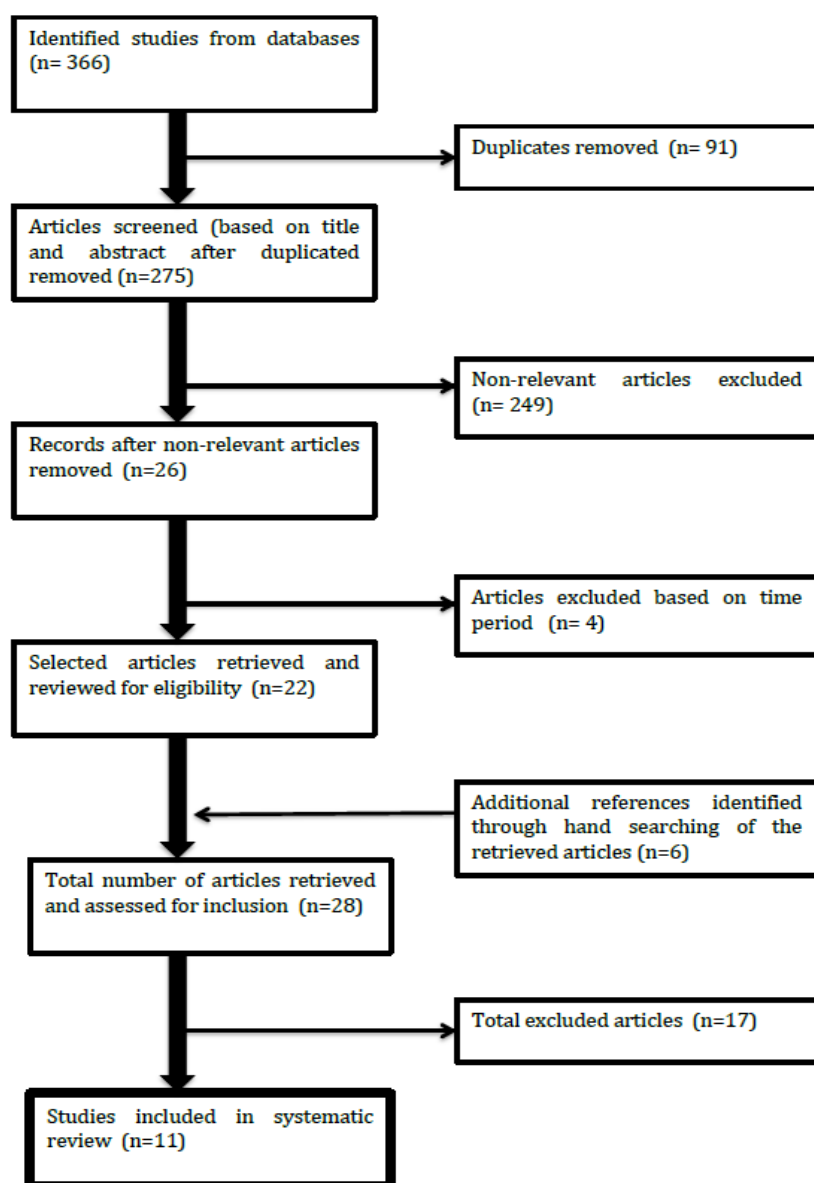 Identified studies from databases
(n= 366)
Duplicates removed (n= 91)
Articles screened (based on title
and abstract after duplicated
removed (n=275)
Non-relevant articles excluded
(n= 249)
Records after non-relevant articles
removed (n=26)
Articles excluded based on time
period (n= 4)
Selected articles retrieved and
reviewed for eligibility (n=22)
Additional references identified
through hand searching of the
retrieved articles (n=6)
Total number of articles retrieved
and assessed for inclusion (n=28)
Total excluded articles (n=17)
Studies included in systematic
review (n=11)